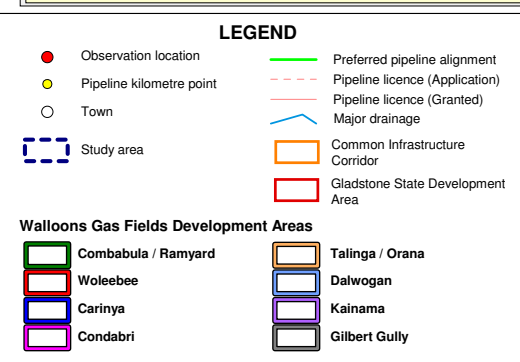 LEGEND
Observation location
Pipeline kilometre point
Town
Study area
Preferred pipeline alignment
Pipeline licence (Application)
Pipeline licence (Granted)
Major drainage
Common Infrastructure
Corridor
Gladstone State Development
Area
Walloons Gas Fields Development Areas
Combabula / Ramyard
Woleebee
Carinya
Condabri
Talinga / Orana
Dalwogan
Kainama
Gilbert Gully